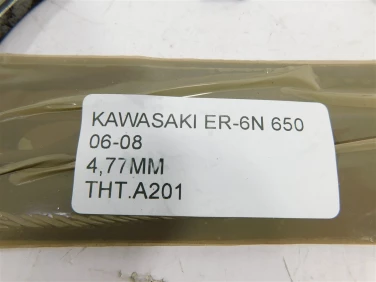 KAWASAKI ER-6N 650
06-08
4,77MM
THT.A201